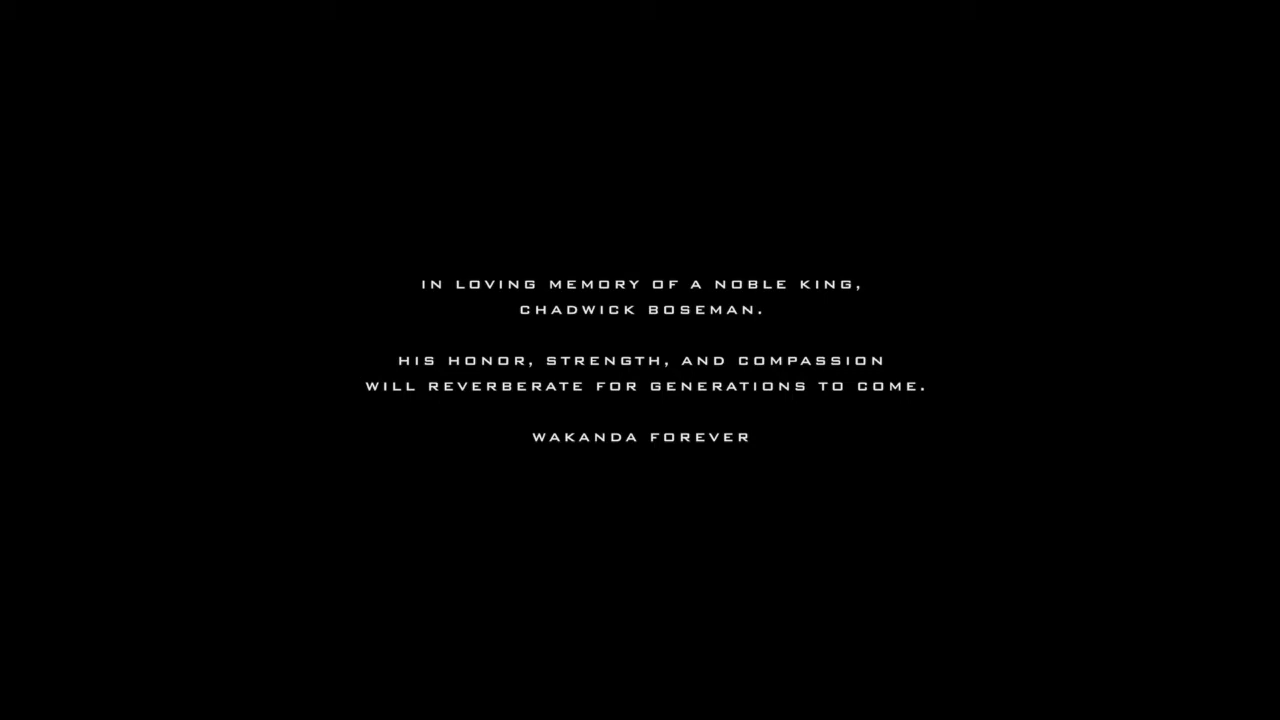 IN LOVING MEMORY OF A NOBLE KING,
CHADWICK BOSEMAN.
HIS HONOR, STRENGTH, AND COMPASSION
WILL REVERBERATE FOR GENERATIONS TO COME.
WAKANDA FOREVER